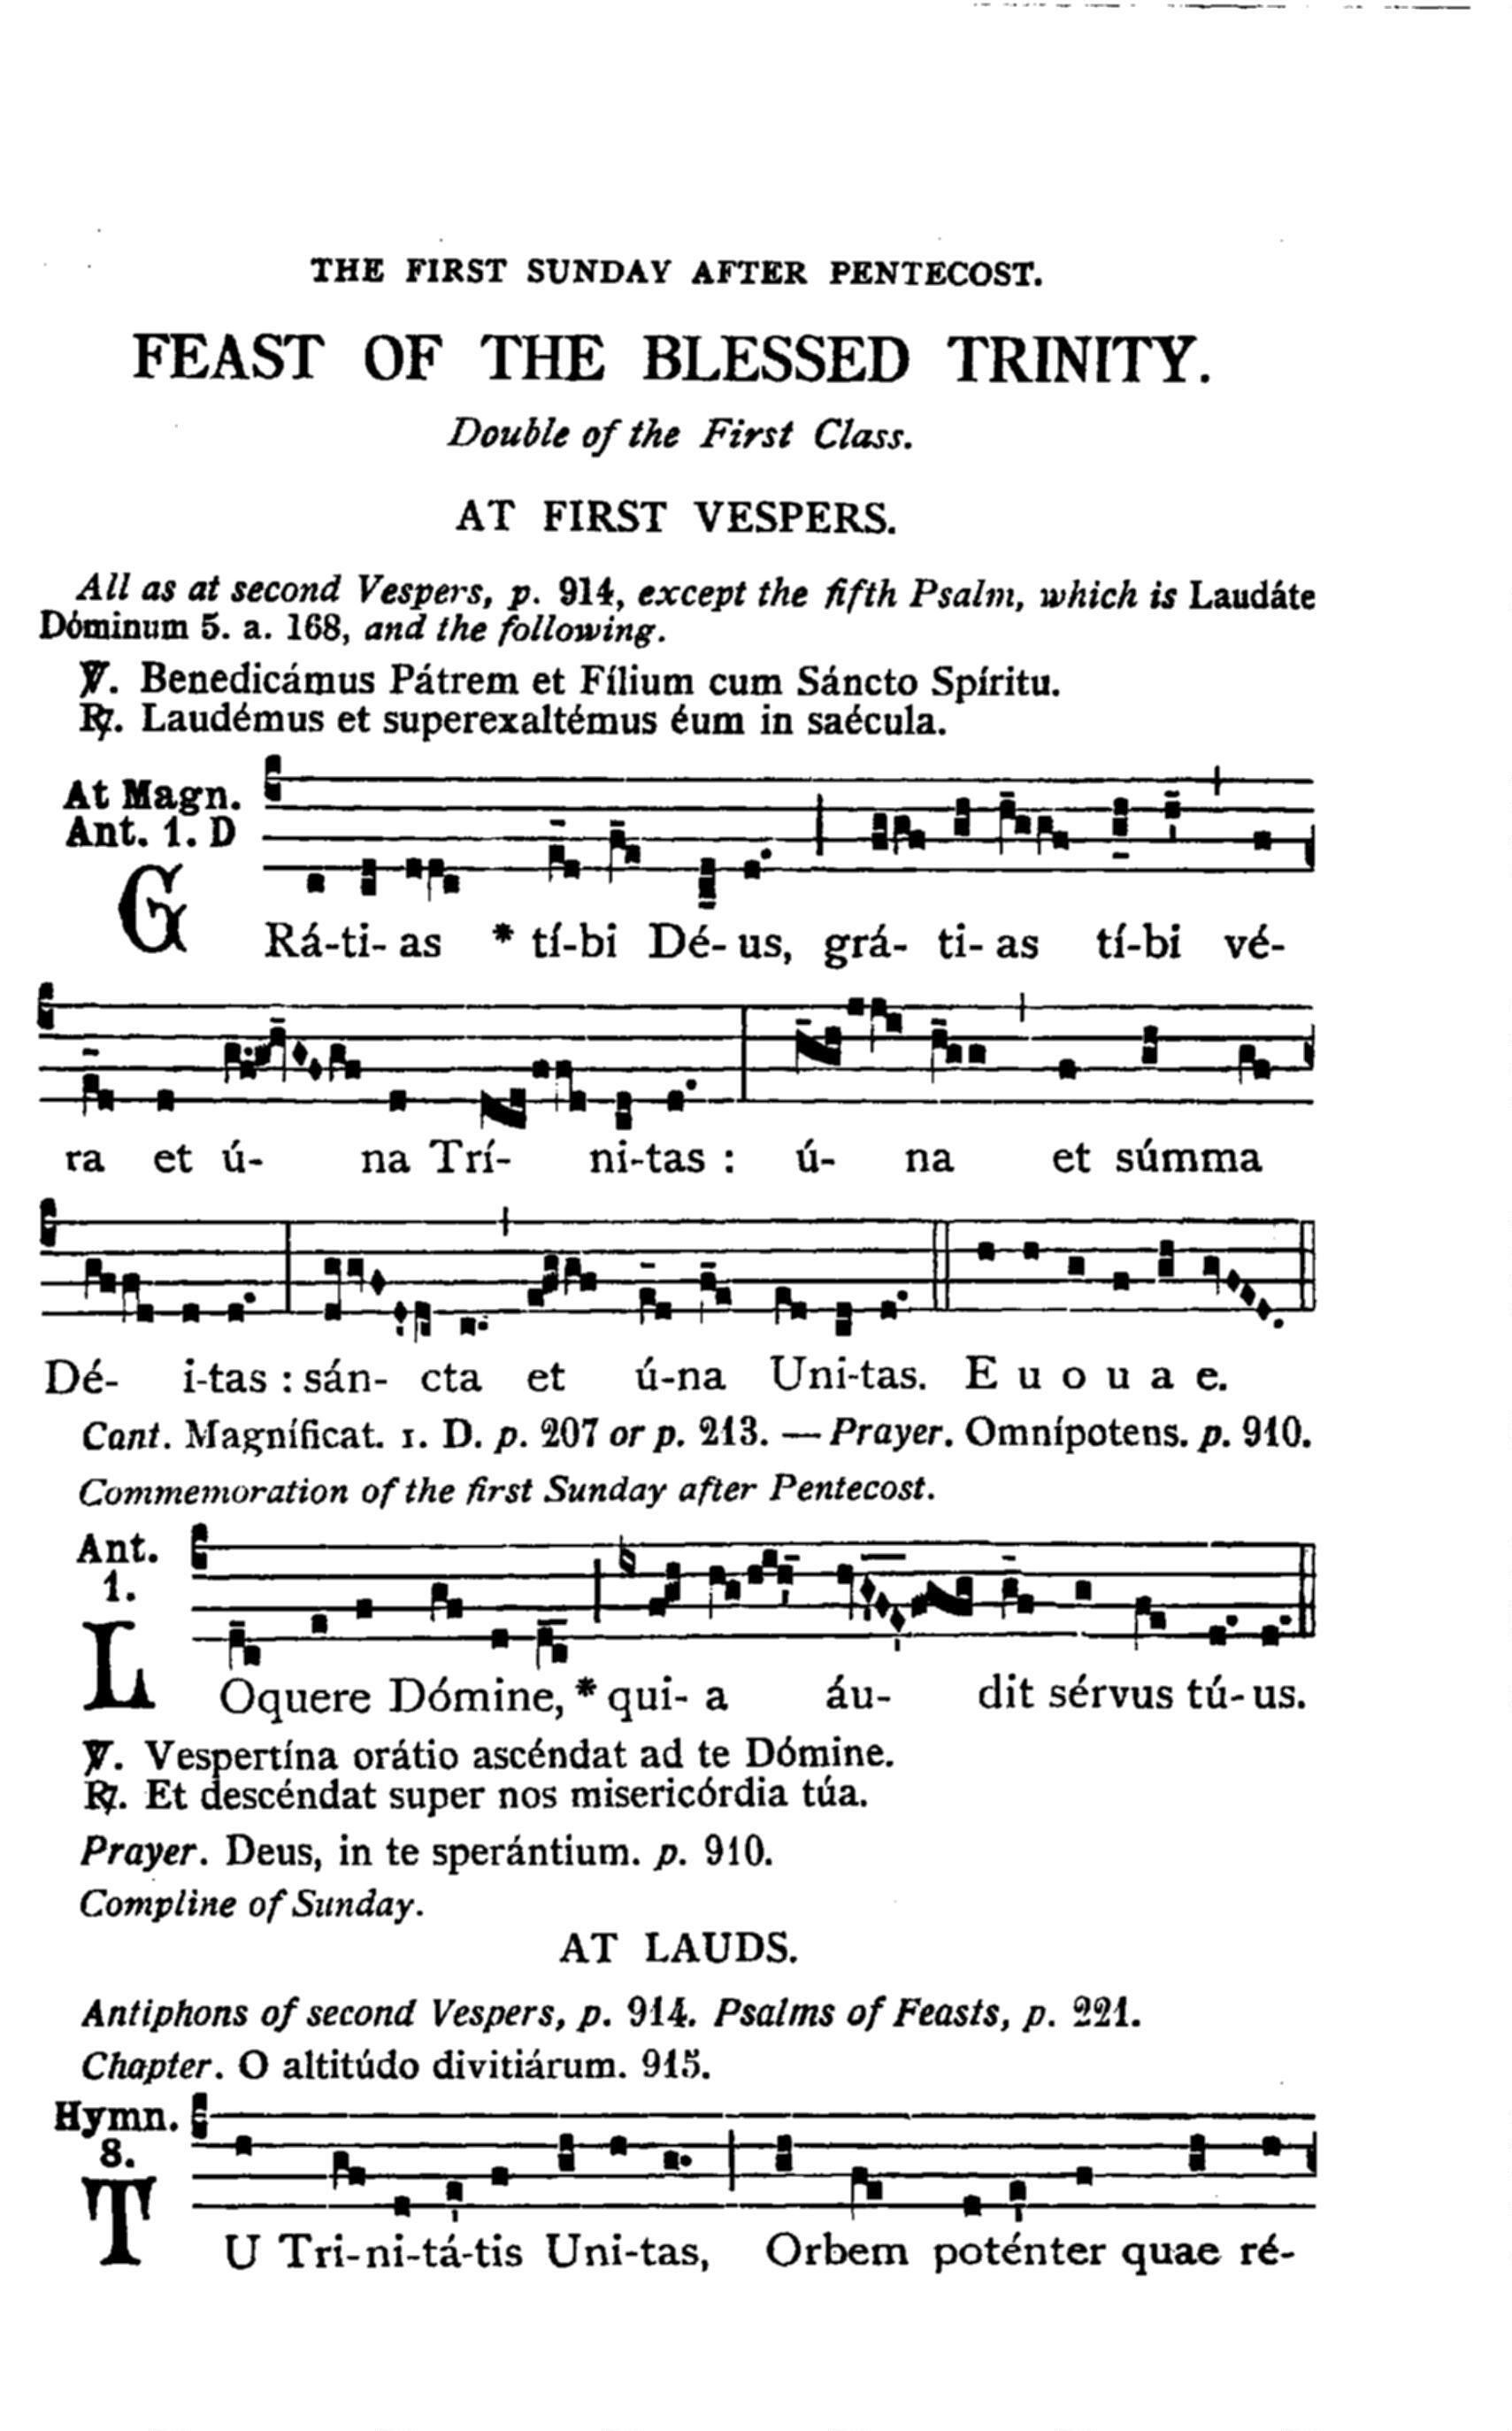 THE FIRST SUNDAY AFTER PENTECOST.
FEAST OF THE BLESSED TRINITY.
Double of the First Class.
AT FIRST VESPERS.
All as at second Vespers, p. 914, except the fifth Psalm, which is Laudáte
Dóminum 5. a. 168, and the following.
℣. Benedicámus Pátrem et Fílium cum Sáncto Spíritu.
℟. Laudémus et superexaltémus éum in saécula.
At Magn.
Ant. 1. D
GRá-ti- as * tí-bi Dé- us, grá- ti- as tí-bi vé-
ra et ú- na Trí- ni-tas : ú- na et súmma
Dé- i-tas : sán- cta et ú-na Uni-tas. E u o u a e.
Cant. Magníficat. 1. D. p. 207 or p. 213. — Prayer. Omnípotens. p. 910.
Commemoration of the first Sunday after Pentecost.
Ant.
1.
LOquere Dómine, * qui- a áu- dit sérvus tú- us.
℣. Vespertína orátio ascéndat ad te Dómine.
℟. Et descéndat super nos misericórdia túa.
Prayer. Deus, in te sperántium. p. 910.
Compline of Sunday.
AT LAUDS.
Antiphons of second Vespers, p. 914. Psalms of Feasts, p. 221.
Chapter. O altitúdo divitiárum. 915.
Hymn.
8.
TU Tri-ni-tá-tis Uni-tas, Orbem poténter quae ré-